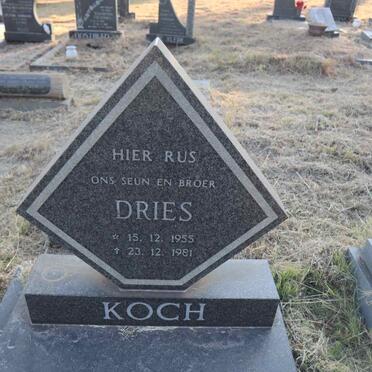 HIER RUS
ONS SEUN EN BROER
DRIES
* 15. 12. 1955
† 23. 12. 1981
KOCH